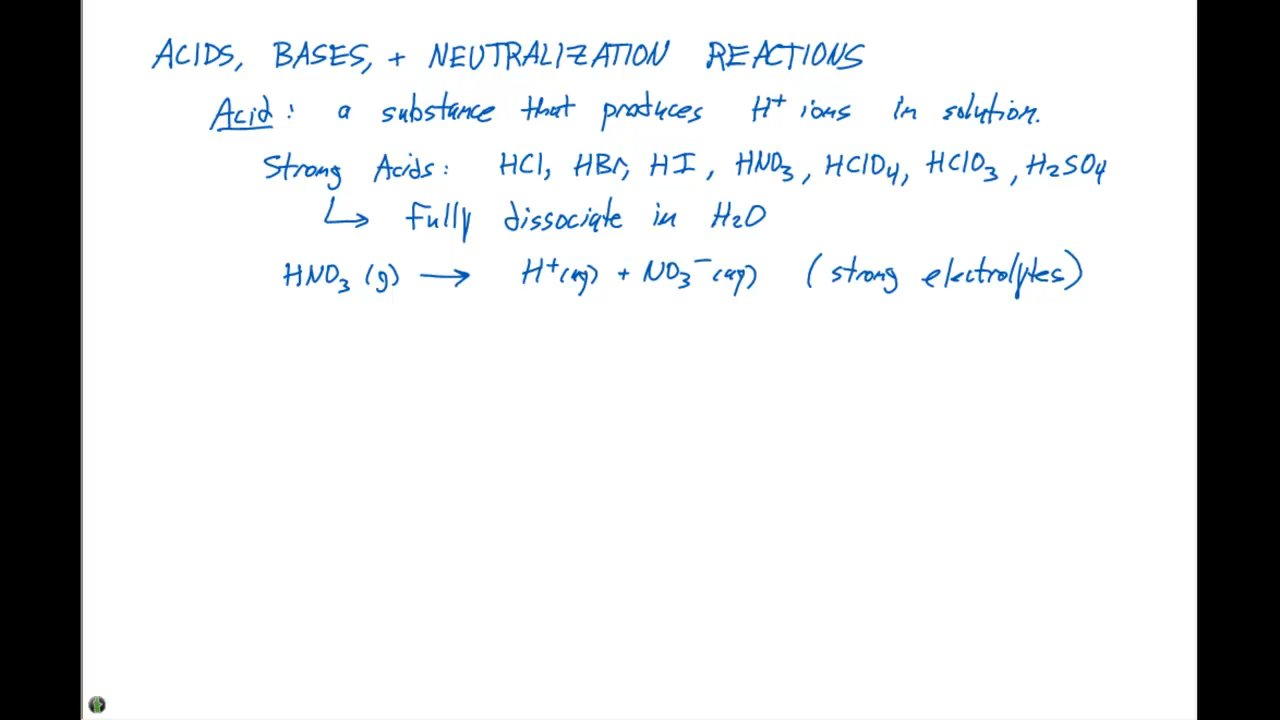 ACIDS, BASES, + NEUTRALIZATION REACTIONS
Acid: a substance that produces H⁺ ions in solution.
Strong Acids: HCl, HBr, HI, HNO₃, HClO₄, HClO₃, H₂SO₄
↳ Fully dissociate in H₂O
HNO₃ (g) → H⁺(aq) + NO₃⁻(aq) (strong electrolytes)